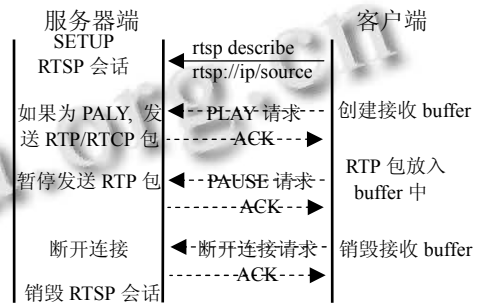 服务器端 客户端
SETUP
RTSP 会话
rtsp describe
rtsp://ip/source
如果为 PALY, 发
送 RTP/RTCP 包
PLAY 请求
ACK
创建接收 buffer
暂停发送 RTP 包
PAUSE 请求
ACK
RTP 包放入
buffer 中
断开连接
断开连接请求
销毁接收 buffer
ACK
销毁 RTSP 会话
.org.cn